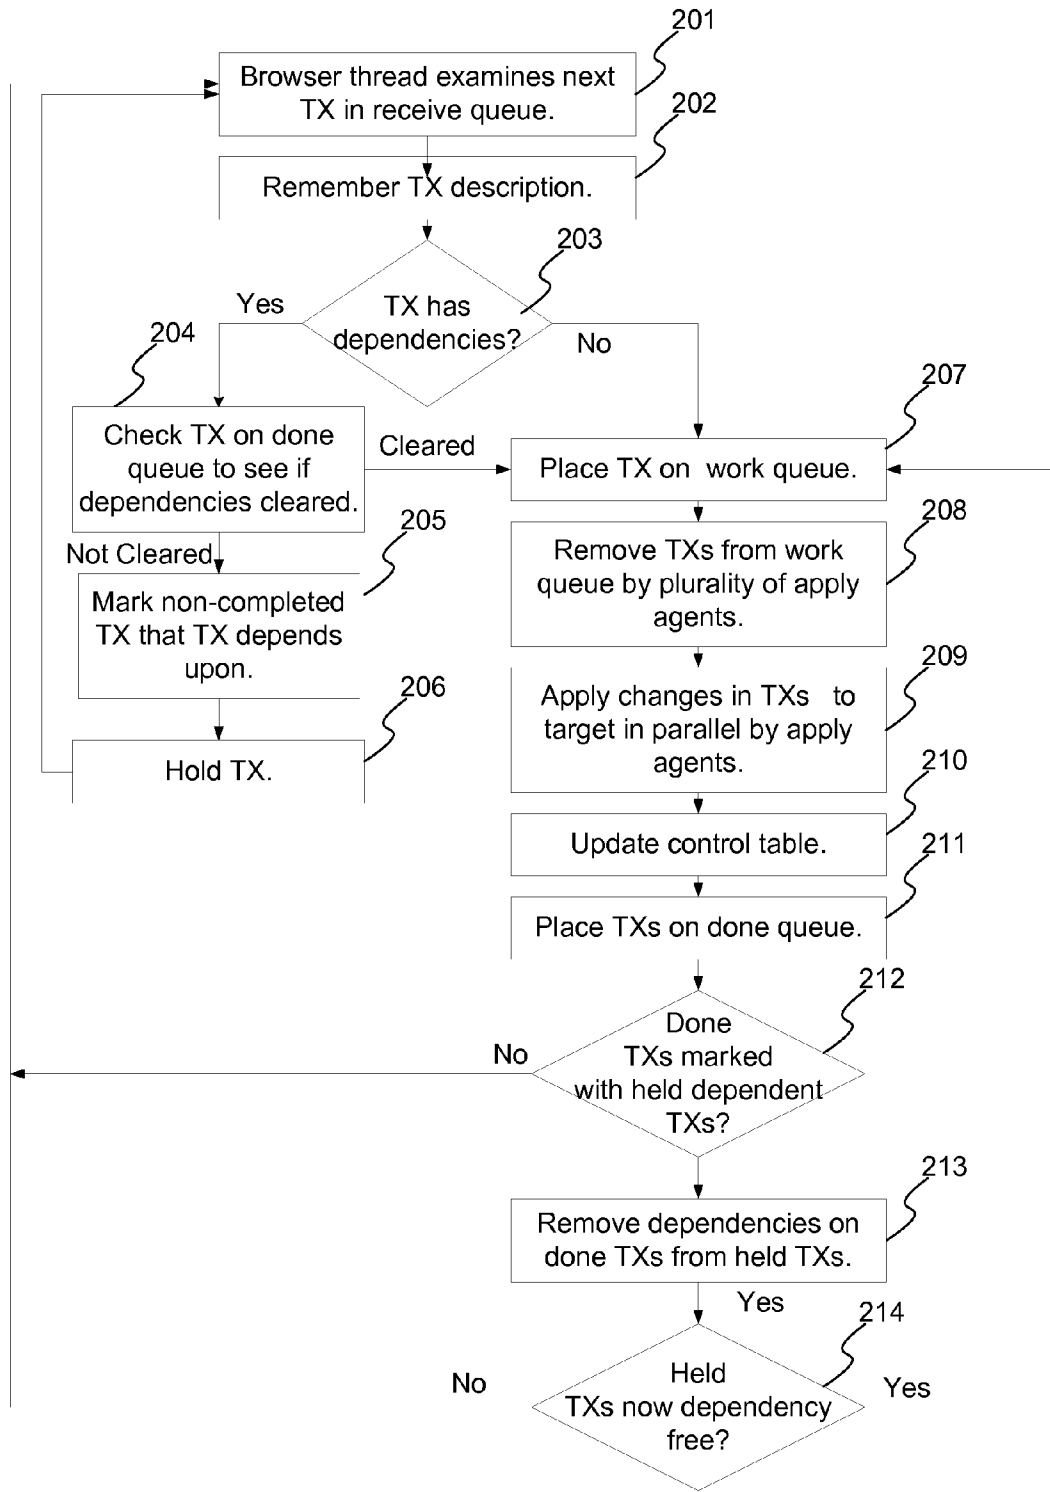 201
Browser thread examines next
TX in receive queue.
202
Remember TX description.
203
TX has
dependencies?
Yes
No
204
Check TX on done
queue to see if
dependencies cleared.
Cleared
Not Cleared
205
Mark non-completed
TX that TX depends
upon.
206
Hold TX.
207
Place TX on work queue.
208
Remove TXs from work
queue by plurality of apply
agents.
209
Apply changes in TXs to
target in parallel by apply
agents.
210
Update control table.
211
Place TXs on done queue.
212
Done
TXs marked
with held dependent
TXs?
No
213
Remove dependencies on
done TXs from held TXs.
Yes
214
Held
TXs now dependency
free?
No
Yes